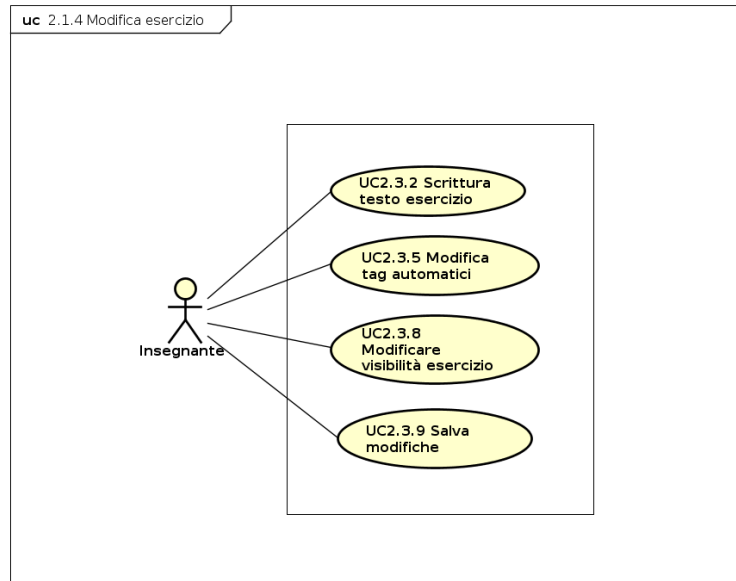 uc 2.1.4 Modifica esercizio
UC2.3.2 Scrittura
testo esercizio
UC2.3.5 Modifica
tag automatici
UC2.3.8
Modificare
visibilità esercizio
Insegnante
UC2.3.9 Salva
modifiche